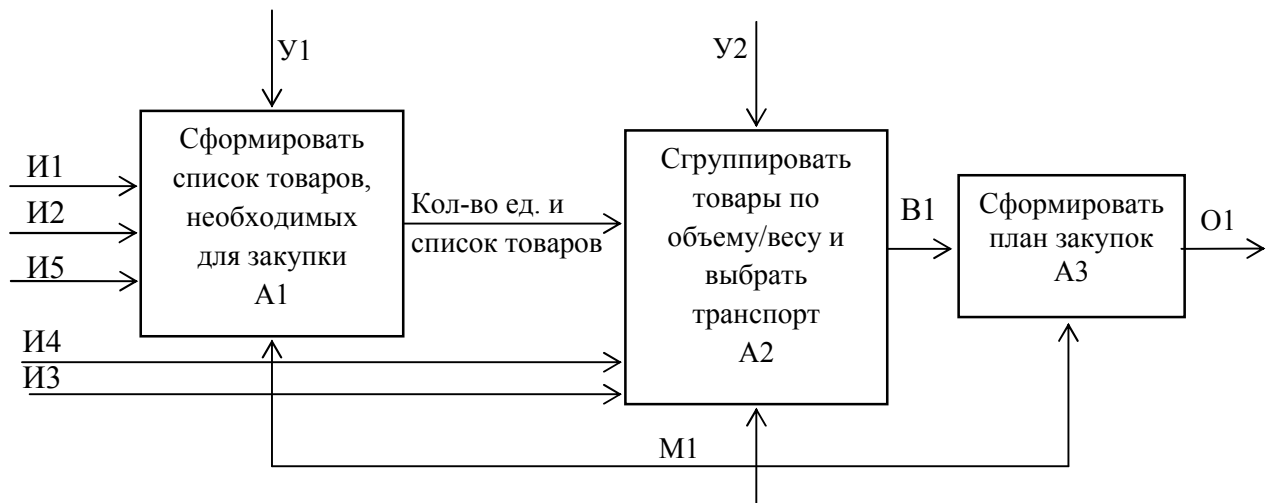 У1
У2
Сформировать
список товаров,
необходимых
для закупки
А1
И1
И2
И5
Кол-во ед. и
список товаров
Сгруппировать
товары по
объему/весу и
выбрать
транспорт
А2
В1
Сформировать
план закупок
А3
О1
И4
И3
М1